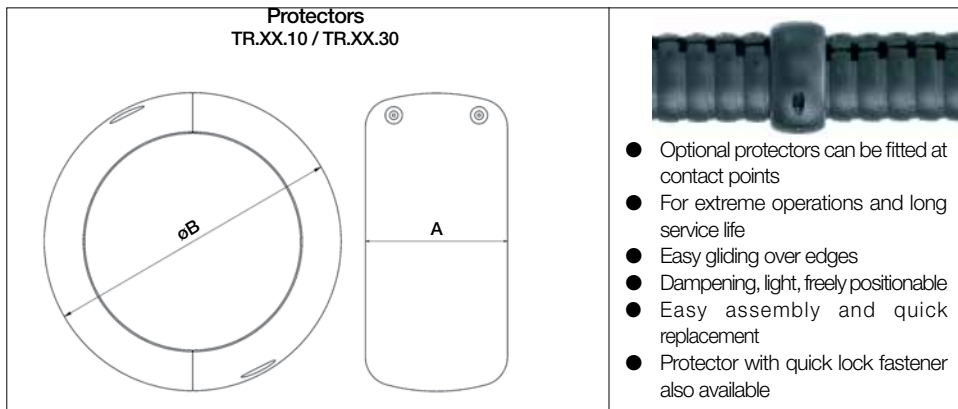 Protectors
TR.XX.10 / TR.XX.30
øB
A
● Optional protectors can be fitted at
contact points
● For extreme operations and long
service life
● Easy gliding over edges
● Dampening, light, freely positionable
● Easy assembly and quick
replacement
● Protector with quick lock fastener
also available